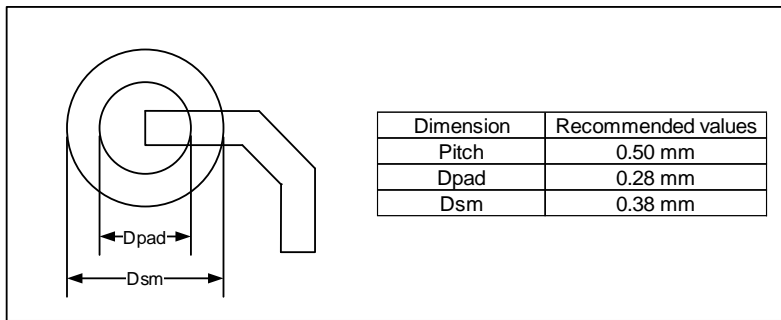 Dimension Recommended values
Pitch 0.50 mm
Dpad 0.28 mm
Dsm 0.38 mm
Dpad
Dsm